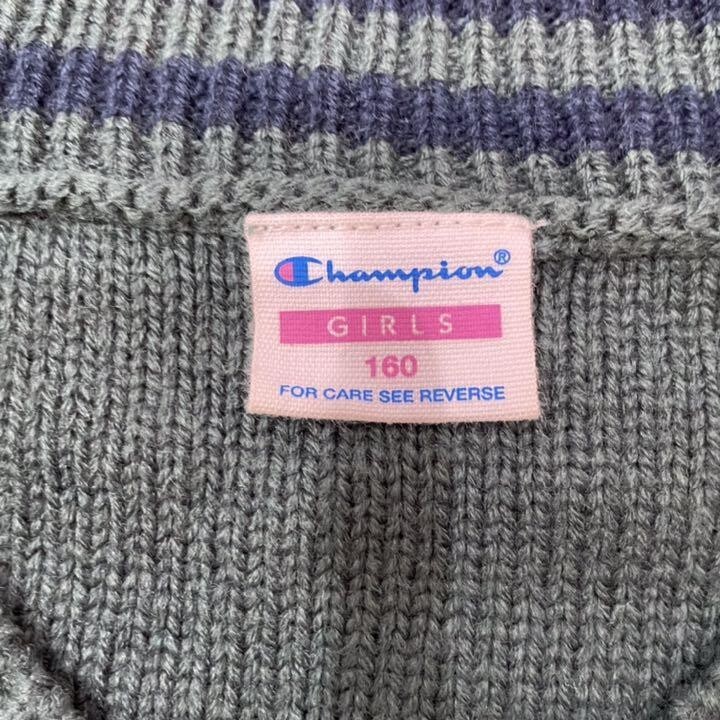 Champion®
GIRLS
160
FOR CARE SEE REVERSE